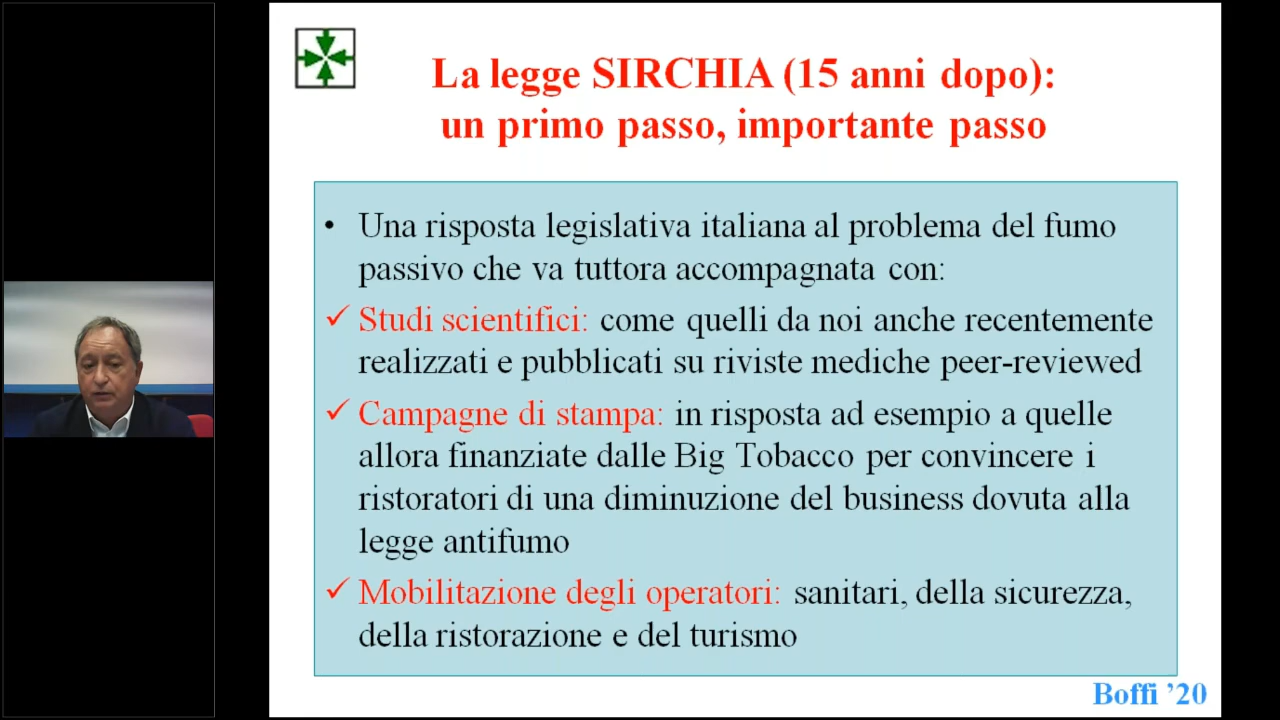 La legge SIRCHIA (15 anni dopo):
un primo passo, importante passo
• Una risposta legislativa italiana al problema del fumo
passivo che va tuttora accompagnata con:
✓ Studi scientifici: come quelli da noi anche recentemente
realizzati e pubblicati su riviste mediche peer-reviewed
✓ Campagne di stampa: in risposta ad esempio a quelle
allora finanziate dalle Big Tobacco per convincere i
ristoratori di una diminuzione del business dovuta alla
legge antifumo
✓ Mobilitazione degli operatori: sanitari, della sicurezza,
della ristorazione e del turismo
Boffi ’20